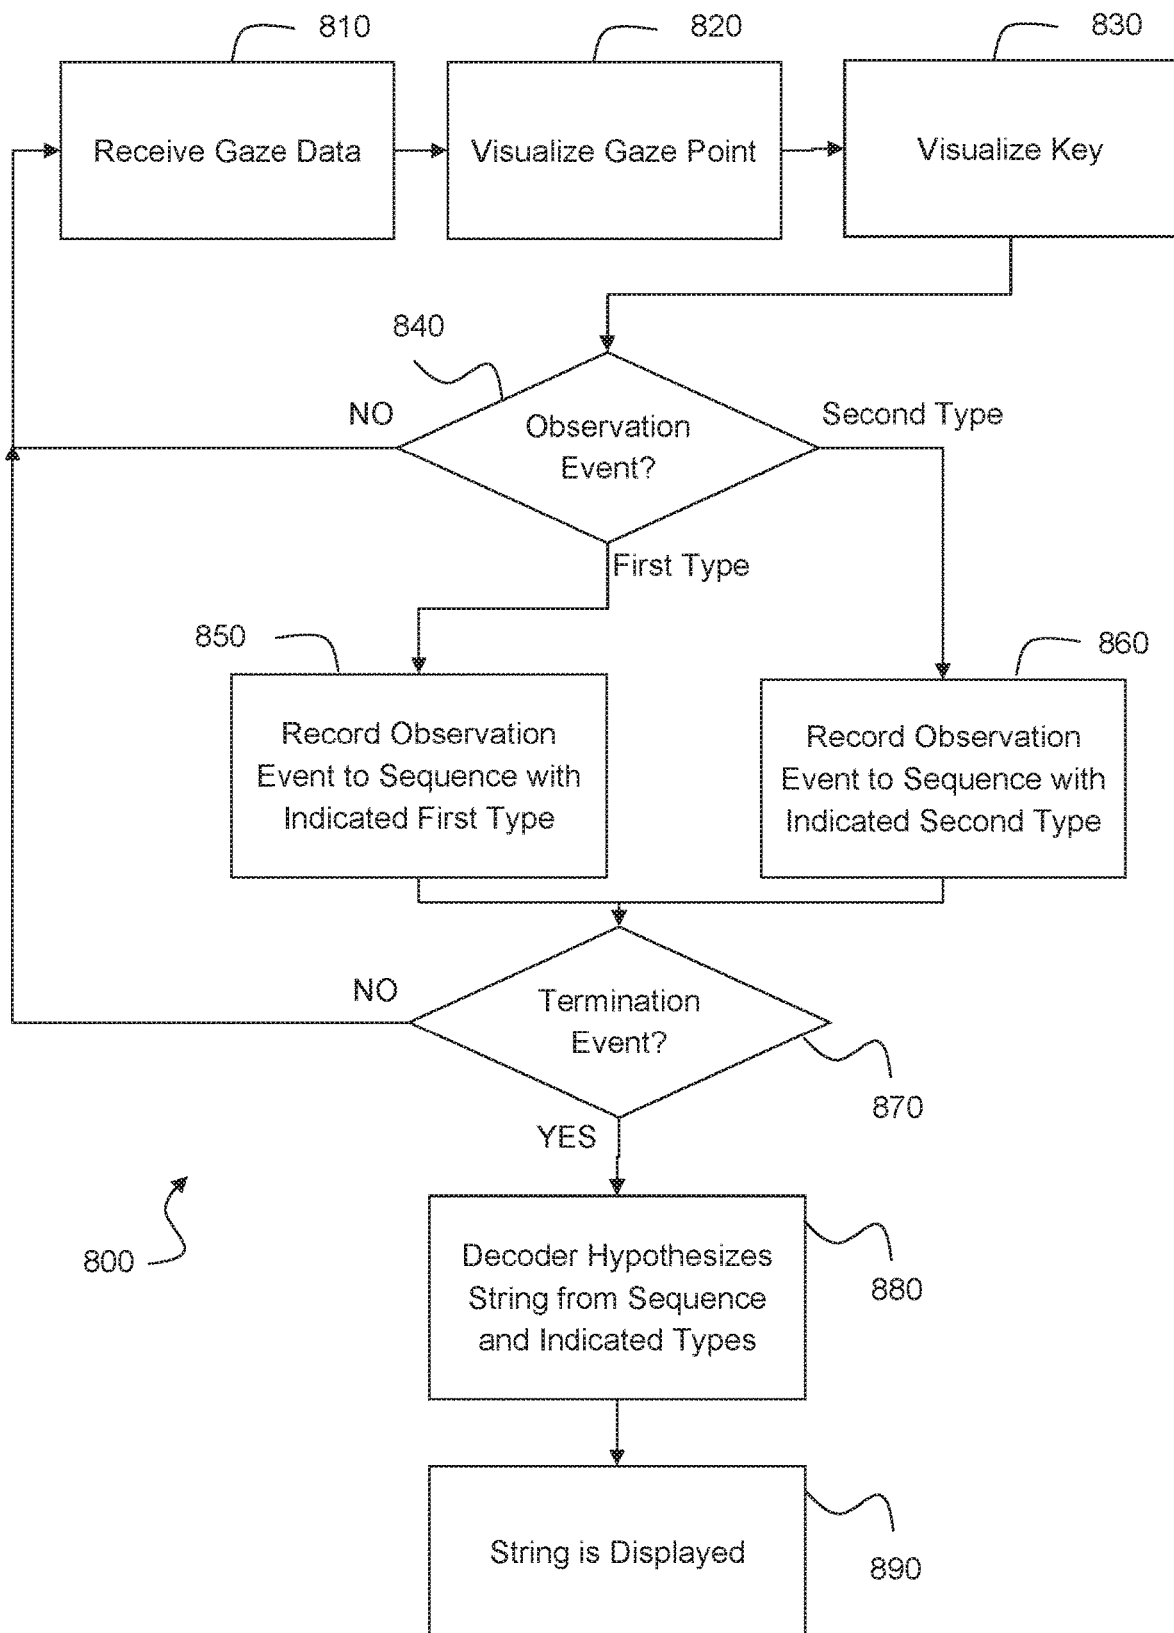 810
820
830
Receive Gaze Data
Visualize Gaze Point
Visualize Key
840
NO
Second Type
Observation
Event?
First Type
850
860
Record Observation
Event to Sequence with
Indicated First Type
Record Observation
Event to Sequence with
Indicated Second Type
NO
Termination
Event?
870
YES
800
Decoder Hypothesizes
String from Sequence
and Indicated Types
880
String is Displayed
890